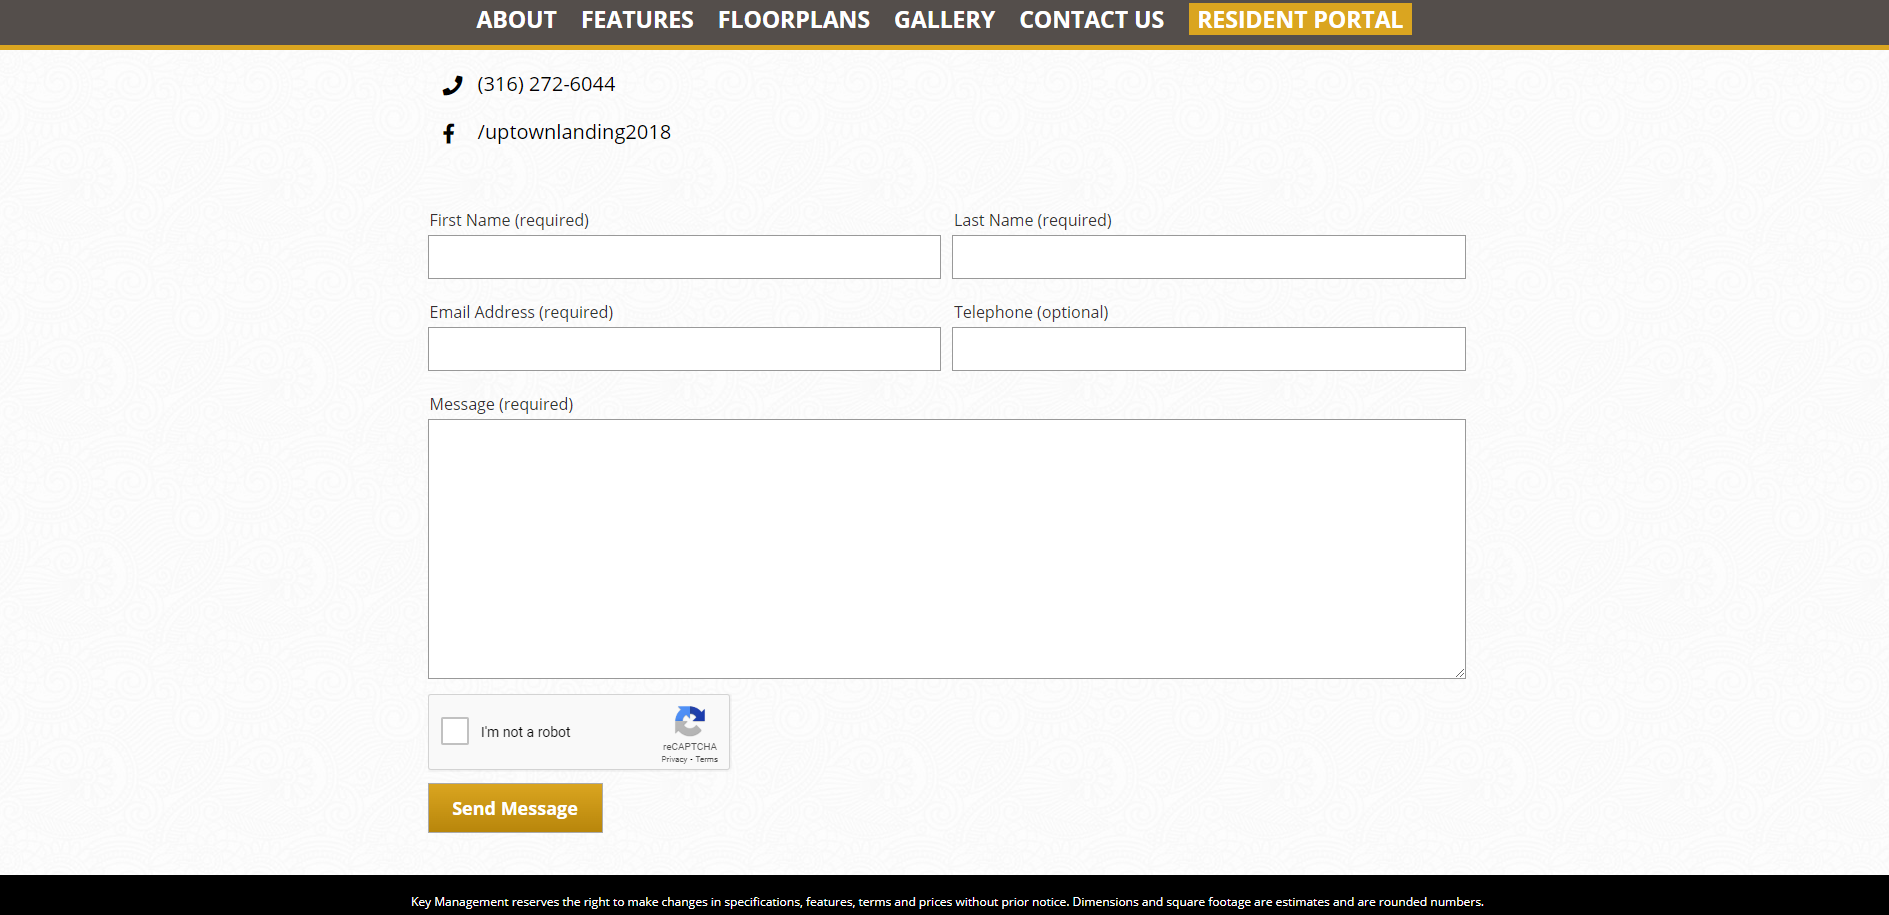 ABOUT FEATURES FLOORPLANS GALLERY CONTACT US RESIDENT PORTAL
(316) 272-6044
/uptownlanding2018
First Name (required) Last Name (required)
Email Address (required) Telephone (optional)
Message (required)
I'm not a robot
reCAPTCHA
Privacy - Terms
Send Message
Key Management reserves the right to make changes in specifications, features, terms and prices without prior notice. Dimensions and square footage are estimates and are rounded numbers.